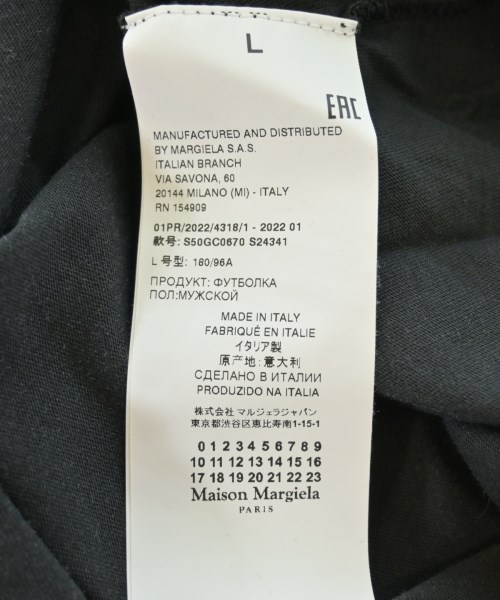 L
EAC
MANUFACTURED AND DISTRIBUTED
BY MARGIELA S.A.S.
ITALIAN BRANCH
VIA SAVONA, 60
20144 MILANO (MI) - ITALY
RN 154909
01PR/2022/4318/1 - 2022 01
款号: S50GC0670 S24341
L 号型: 180/96A
ПРОДУКТ: ФУТБОЛКА
ПОЛ:МУЖСКОЙ
MADE IN ITALY
FABRIQUÉ EN ITALIE
イタリア製
原产地: 意大利
СДЕЛАНО В ИТАЛИИ
PRODUZIDO NA ITALIA
株式会社 マルジェラジャパン
東京都渋谷区恵比寿南1-15-1
0 1 2 3 4 5 6 7 8 9
10 11 12 13 14 15 16
17 18 19 20 21 22 23
Maison Margiela
PARIS